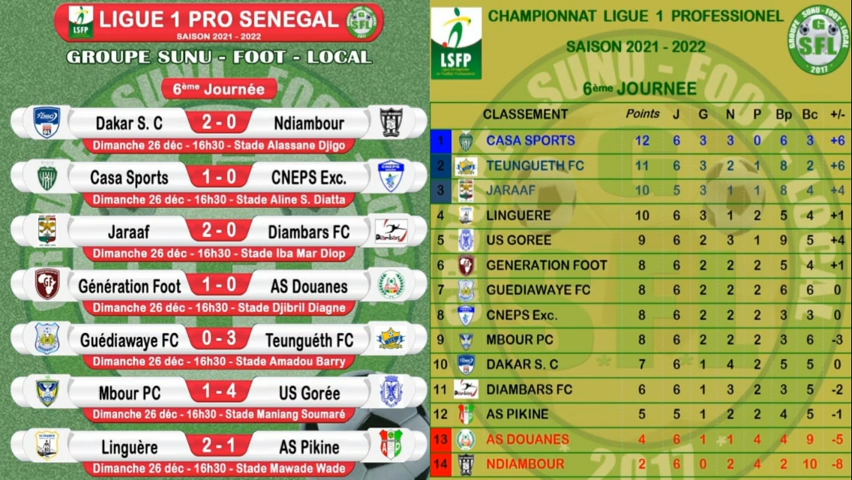 LIGUE 1 PRO SENEGAL
SAISON 2021 - 2022
LSFP
GROUPE SUNU - FOOT - LOCAL
6ème Journée
Dakar S. C 2 - 0 Ndiambour
Dimanche 26 déc - 16h30 - Stade Alassane Djigo
Casa Sports 1 - 0 CNEPS Exc.
Dimanche 26 déc - 16h30 - Stade Aline S. Diatta
Jaraaf 2 - 0 Diambars FC
Dimanche 26 déc - 16h30 - Stade Iba Mar Diop
Génération Foot 1 - 0 AS Douanes
Dimanche 26 déc - 16h30 - Stade Djibril Diagne
Guédiawaye FC 0 - 3 Teunguéth FC
Dimanche 26 déc - 16h30 - Stade Amadou Barry
Mbour PC 1 - 4 US Gorée
Dimanche 26 déc - 16h30 - Stade Maniang Soumaré
Linguère 2 - 1 AS Pikine
Dimanche 26 déc - 16h30 - Stade Mawade Wade
CHAMPIONNAT LIGUE 1 PROFESSIONEL
SAISON 2021 - 2022
LSFP
G
SFL
2017
6ème JOURNEE
CLASSEMENT Points J G N P Bp Bc +/-
1 CASA SPORTS 12 6 3 3 0 6 3 +6
2 TEUNGUETH FC 11 6 3 2 1 8 2 +6
3 JARAAF 10 5 3 1 1 8 4 +4
4 LINGUERE 10 6 3 1 2 5 4 +1
5 US GOREE 9 6 2 3 1 9 5 +4
6 GENERATION FOOT 8 6 2 2 2 5 4 +1
7 GUEDIAWAYE FC 8 6 2 2 2 6 6 0
8 CNEPS Exc. 8 6 2 2 2 3 3 0
9 MBOUR PC 8 6 2 2 2 3 6 -3
10 DAKAR S. C 7 6 1 4 2 5 5 0
11 DIAMBARS FC 6 6 1 3 2 3 5 -2
12 AS PIKINE 5 5 1 2 2 4 5 -1
13 AS DOUANES 4 6 1 1 4 4 9 -5
14 NDIAMBOUR 2 6 0 2 4 2 10 -8